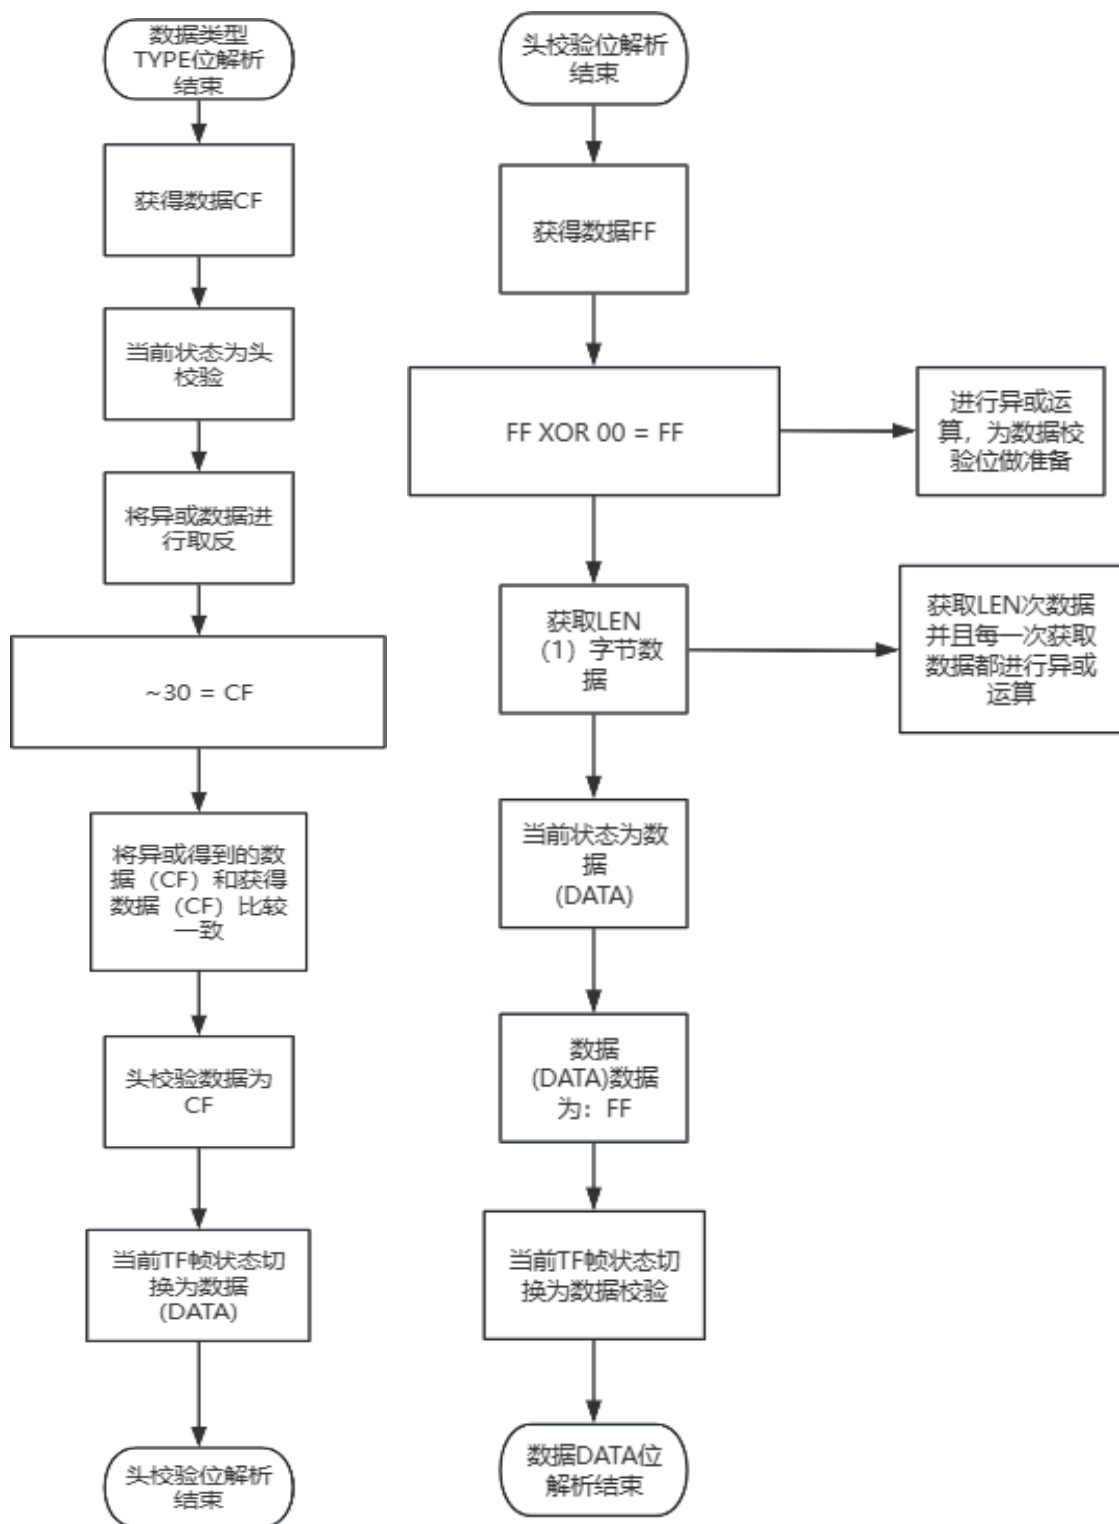 数据类型
TYPE位解析
结束
获得数据CF
当前状态为头
校验
将异或数据进
行取反
~30 = CF
将异或得到的数
据（CF）和获得
数据（CF）比较
一致
头校验数据为
CF
当前TF帧状态切
换为数据
(DATA)
头校验位解析
结束
头校验位解析
结束
获得数据FF
FF XOR 00 = FF
进行异或运
算，为数据校
验位做准备
获取LEN
（1）字节数
据
获取LEN次数据
并且每一次获取
数据都进行异或
运算
当前状态为数
据
(DATA)
数据
(DATA)数据
为：FF
当前TF帧状态切
换为数据校验
数据DATA位
解析结束